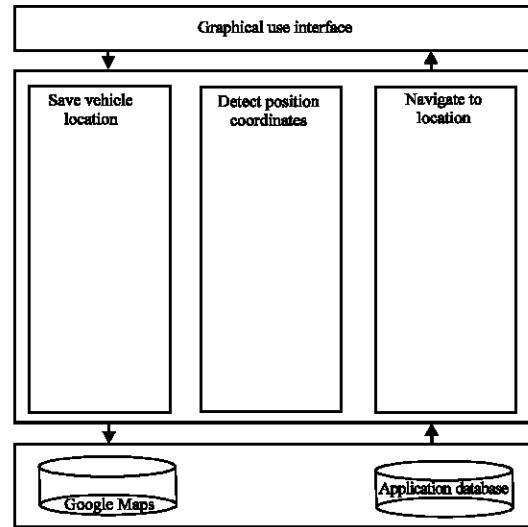 Graphical use interface
Save vehicle
location
Detect position
coordinates
Navigate to
location
Google Maps
Application database